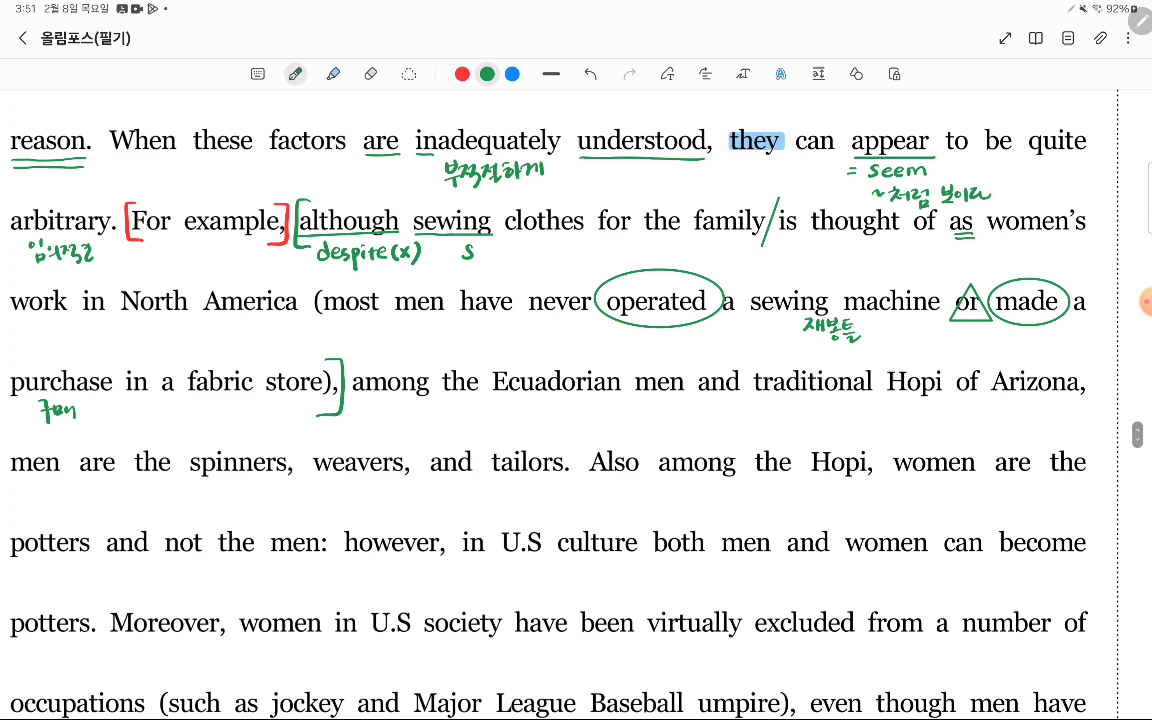 3:51 2월 8일 목요일 92%
올림포스(필기)
reason. When these factors are inadequately understood, they can appear to be quite
부적절하게 = seem
~처럼 보이다
arbitrary. [For example,] [although sewing clothes for the family/is thought of as women's
임의적으로 despite(x) s
work in North America (most men have never operated a sewing machine or made a
재봉틀
purchase in a fabric store),] among the Ecuadorian men and traditional Hopi of Arizona,
구매
men are the spinners, weavers, and tailors. Also among the Hopi, women are the
potters and not the men: however, in U.S culture both men and women can become
potters. Moreover, women in U.S society have been virtually excluded from a number of
occupations (such as jockey and Major League Baseball umpire), even though men have